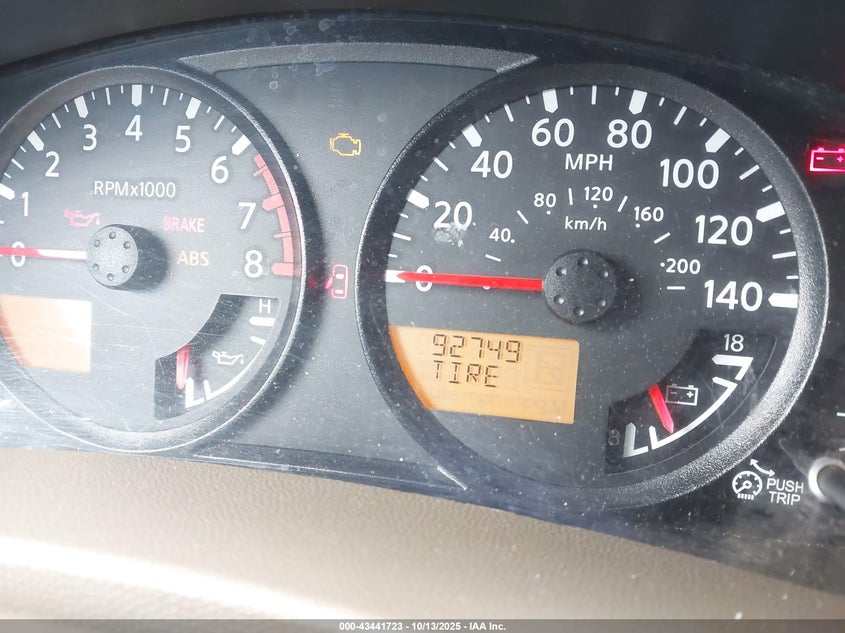 0 1 2 3 4 5 6 7 8
RPMx1000
BRAKE
ABS
H
0 20 40 60 80 100 120 140
MPH
40 80 120 160 200
km/h
92749
TIRE
18
8
PUSH
TRIP
000-43441723 | 10/13/2025 - IAA Inc.